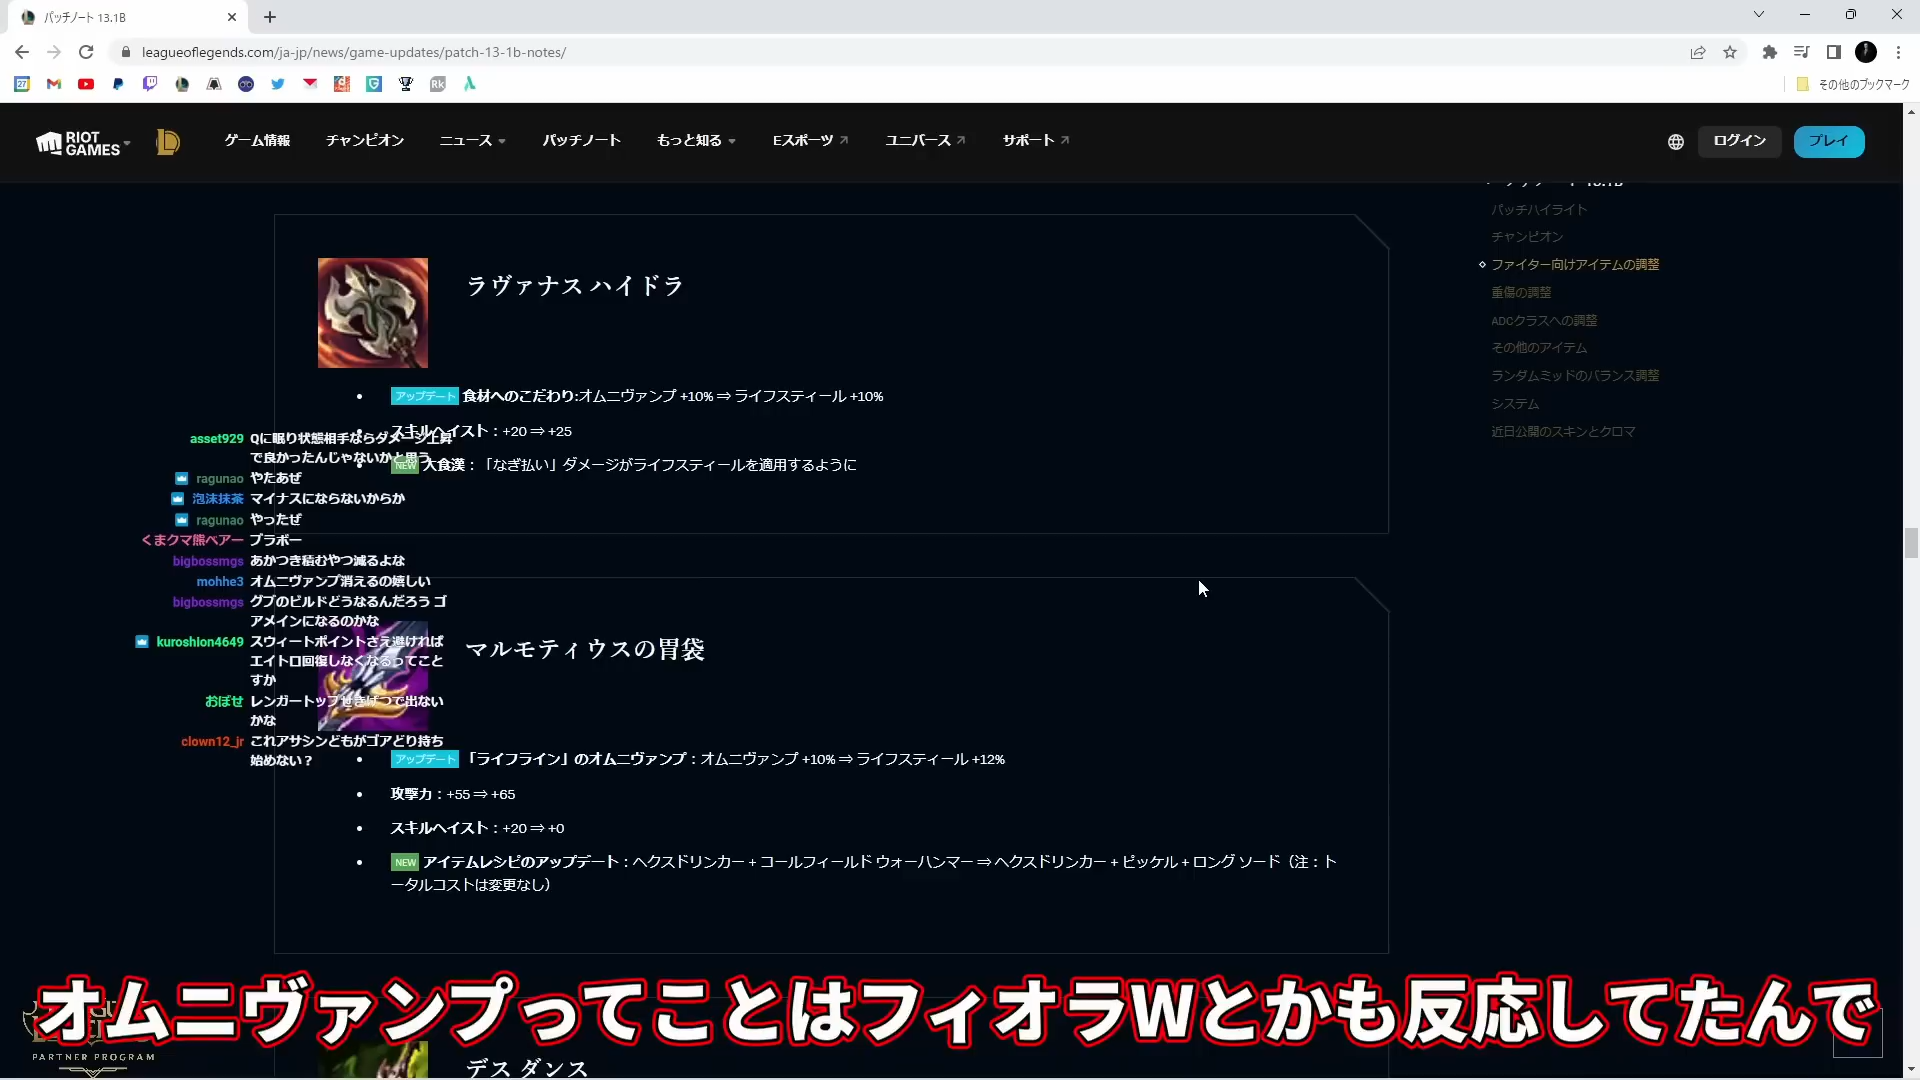 パッチノート 13.1B
leagueoflegends.com/ja-jp/news/game-updates/patch-13-1b-notes/
27
Rk
その他のブックマーク
RIOT GAMES
ゲーム情報
チャンピオン
ニュース
パッチノート
もっと知る
Eスポーツ
ユニバース
サポート
ログイン
プレイ
パッチハイライト
チャンピオン
ファイター向けアイテムの調整
重傷の調整
ADCクラスへの調整
その他のアイテム
ランダムミッドのバランス調整
システム
近日公開のスキンとクロマ
ラヴァナス ハイドラ
アップデート 食材へのこだわり:オムニヴァンプ +10% ⇒ ライフスティール +10%
スキルヘイスト：+20 ⇒ +25
NEW 大食漢：「なぎ払い」ダメージがライフスティールを適用するように
asset929 Qに眠り状態相手ならダメージ上昇
で良かったんじゃないかと思う
ragunao やたあぜ
泡沫抹茶 マイナスにならないからか
ragunao やったぜ
くまクマ熊ベアー ブラボー
bigbossmgs あかつき積むやつ減るよな
mohhe3 オムニヴァンプ消えるの嬉しい
bigbossmgs グブのビルドどうなるんだろう ゴ
アメインになるのかな
kuroshion4649 スウィートポイントさえ避ければ
エイトロ回復しなくなるってこと
すか
おぼせ レンガートップせきけつで出ない
かな
clown12_jr これアサシンどもがゴアどり持ち
始めない？
マルモティウスの胃袋
アップデート 「ライフライン」のオムニヴァンプ：オムニヴァンプ +10% ⇒ ライフスティール +12%
攻撃力：+55 ⇒ +65
スキルヘイスト：+20 ⇒ +0
NEW アイテムレシピのアップデート：ヘクスドリンカー + コールフィールド ウォーハンマー ⇒ ヘクスドリンカー + ピッケル + ロング ソード（注：ト
ータルコストは変更なし）
オムニヴァンプってことはフィオラWとかも反応してたんで
PARTNER PROGRAM
デス ダンス